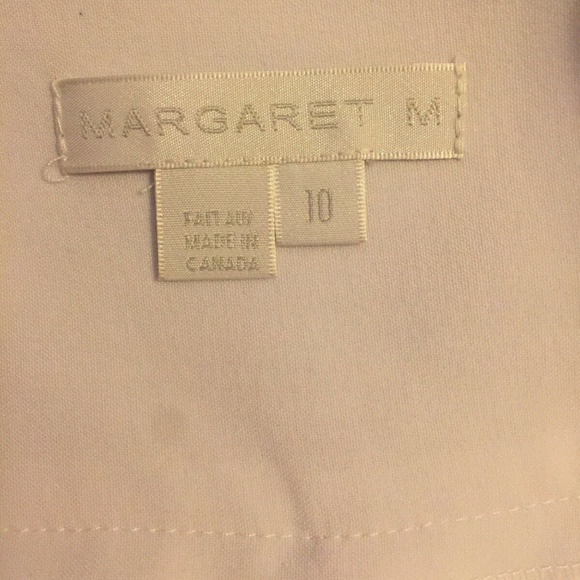 MARGARET M
10
FAIT AU/
MADE IN
CANADA